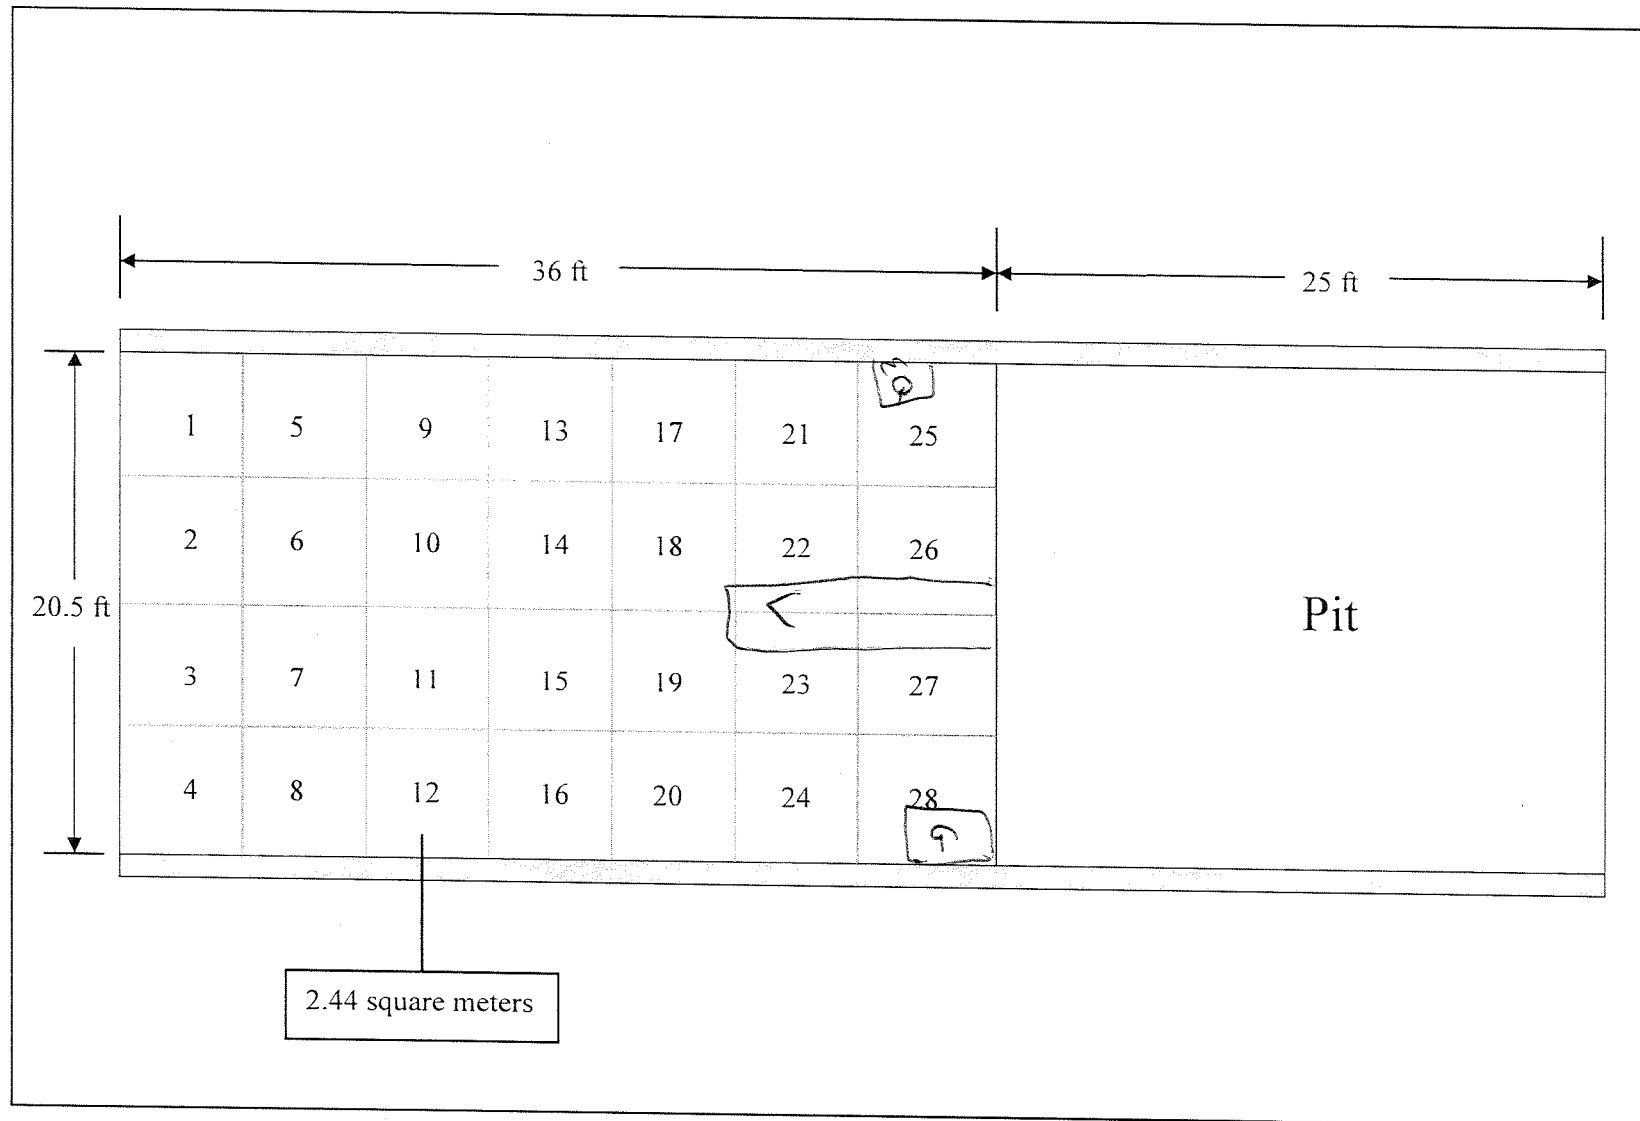 36 ft
25 ft
1 5 9 13 17 21 25
2 6 10 14 18 22 26
20.5 ft
Pit
3 7 11 15 19 23 27
4 8 12 16 20 24 28
G
2.44 square meters